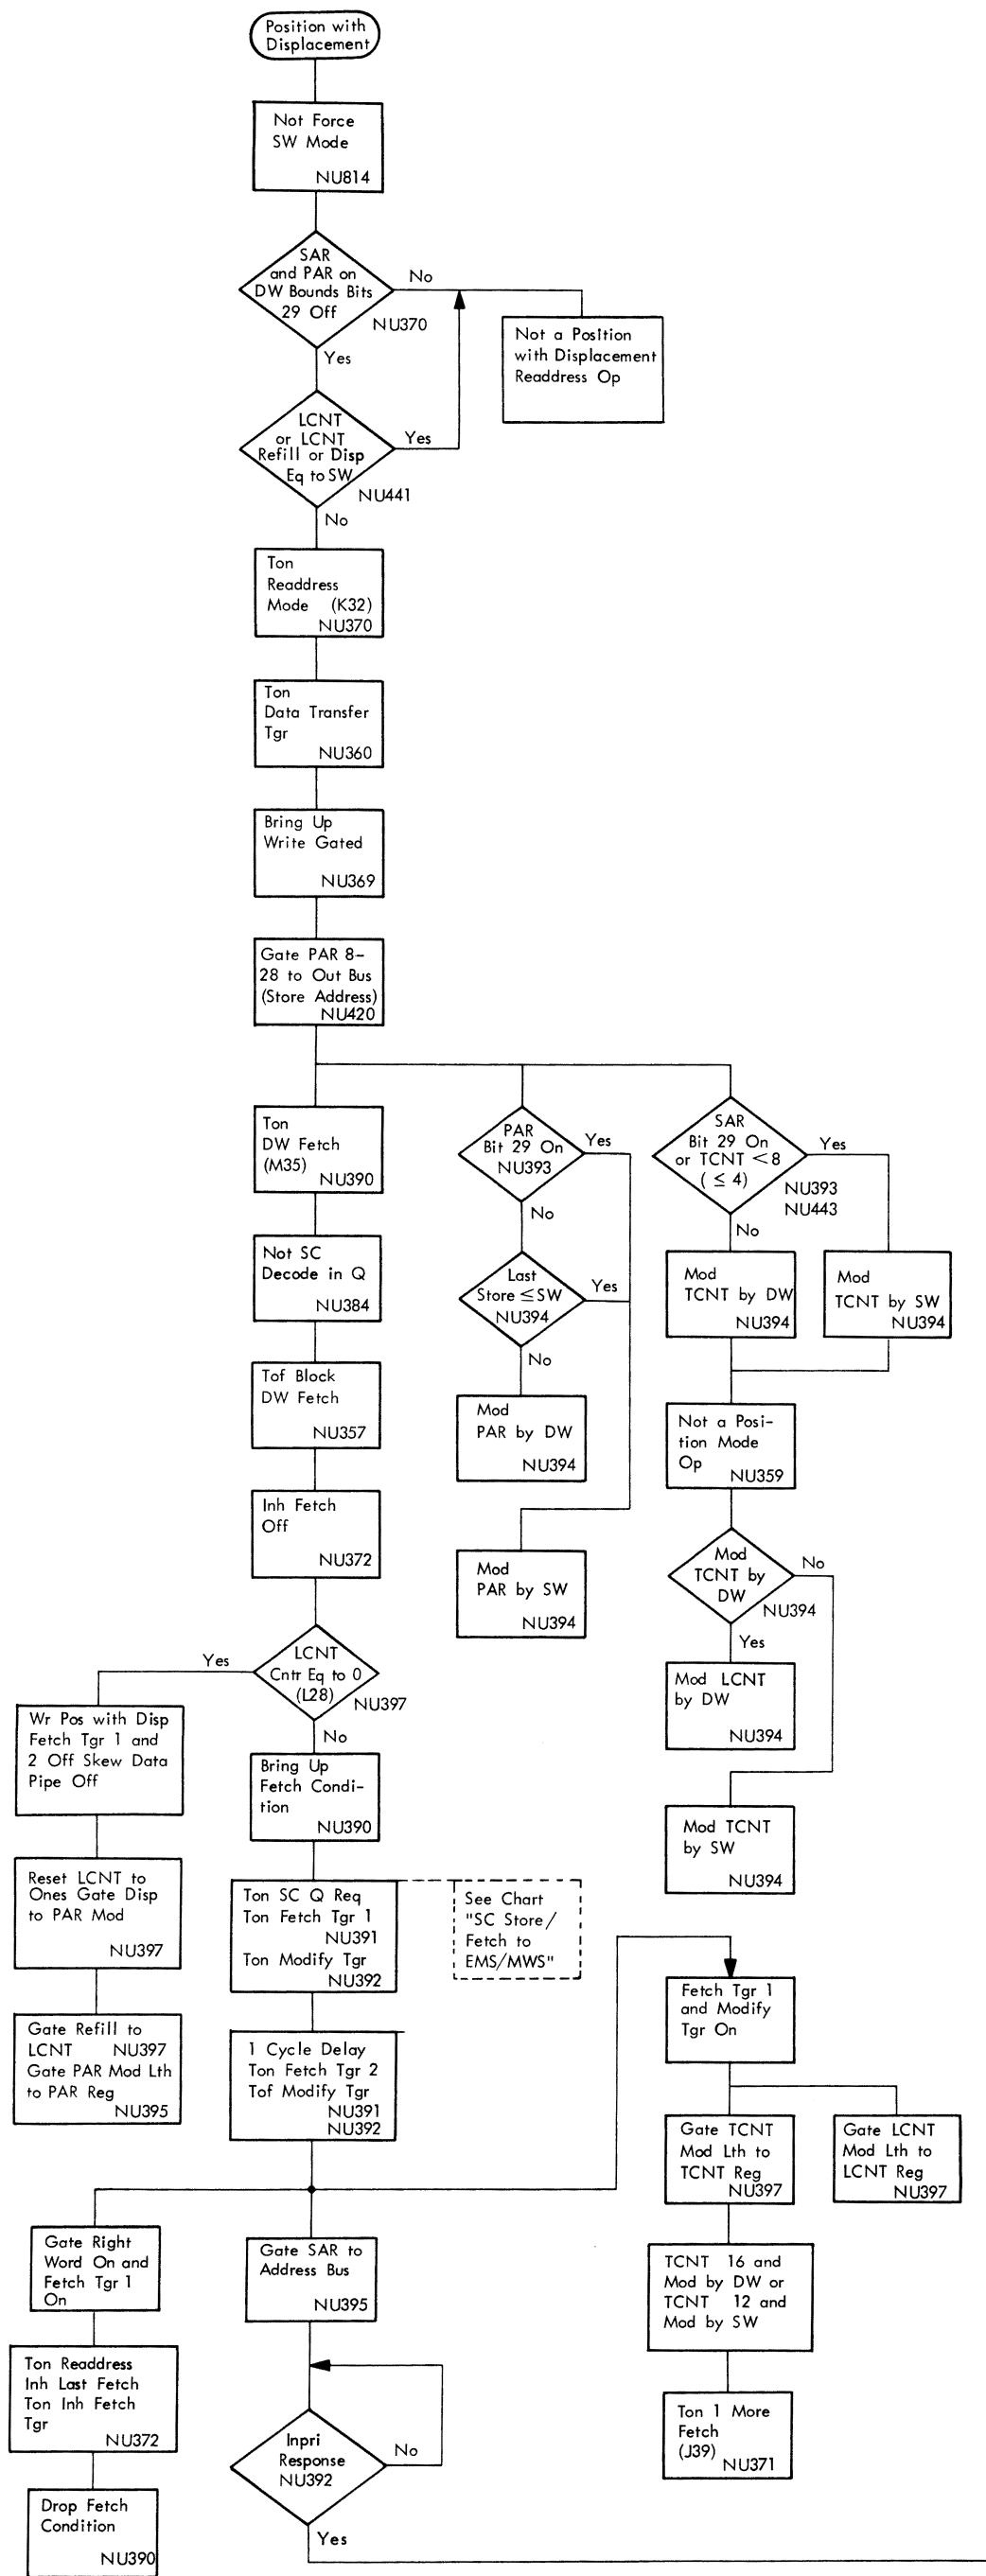 Position with
Displacement
Not Force
SW Mode
NU814
SAR
and PAR on
DW Bounds Bits
29 Off
NU370
No
Yes
Not a Position
with Displacement
Readdress Op
LCNT
or LCNT
Refill or Disp
Eq to SW
NU441
Yes
No
Ton
Readdress
Mode (K32)
NU370
Ton
Data Transfer
Tgr
NU360
Bring Up
Write Gated
NU369
Gate PAR 8-
28 to Out Bus
(Store Address)
NU420
Ton
DW Fetch
(M35)
NU390
Not SC
Decode in Q
NU384
Tof Block
DW Fetch
NU357
Inh Fetch
Off
NU372
PAR
Bit 29 On
NU393
Yes
No
Last
Store ≤ SW
NU394
Yes
No
Mod
PAR by DW
NU394
Mod
PAR by SW
NU394
SAR
Bit 29 On
or TCNT <8
( ≤ 4)
NU393
NU443
Yes
No
Mod
TCNT by DW
NU394
Mod
TCNT by SW
NU394
Not a Posi-
tion Mode
Op
NU359
Mod
TCNT by
DW
NU394
No
Yes
Mod LCNT
by DW
NU394
Mod TCNT
by SW
NU394
LCNT
Cntr Eq to 0
(L28)
NU397
Yes
No
Wr Pos with Disp
Fetch Tgr 1 and
2 Off Skew Data
Pipe Off
Reset LCNT to
Ones Gate Disp
to PAR Mod
NU397
Gate Refill to
LCNT NU397
Gate PAR Mod Lth
to PAR Reg
NU395
Bring Up
Fetch Condi-
tion
NU390
Ton SC Q Req
Ton Fetch Tgr 1
NU391
Ton Modify Tgr
NU392
See Chart
"SC Store/
Fetch to
EMS/MWS"
1 Cycle Delay
Ton Fetch Tgr 2
Tof Modify Tgr
NU391
NU392
Gate Right
Word On and
Fetch Tgr 1
On
Ton Readdress
Inh Last Fetch
Ton Inh Fetch
Tgr
NU372
Drop Fetch
Condition
NU390
Gate SAR to
Address Bus
NU395
Inpri
Response
NU392
No
Yes
Fetch Tgr 1
and Modify
Tgr On
Gate TCNT
Mod Lth to
TCNT Reg
NU397
Gate LCNT
Mod Lth to
LCNT Reg
NU397
TCNT 16 and
Mod by DW or
TCNT 12 and
Mod by SW
Ton 1 More
Fetch
(J39)
NU371